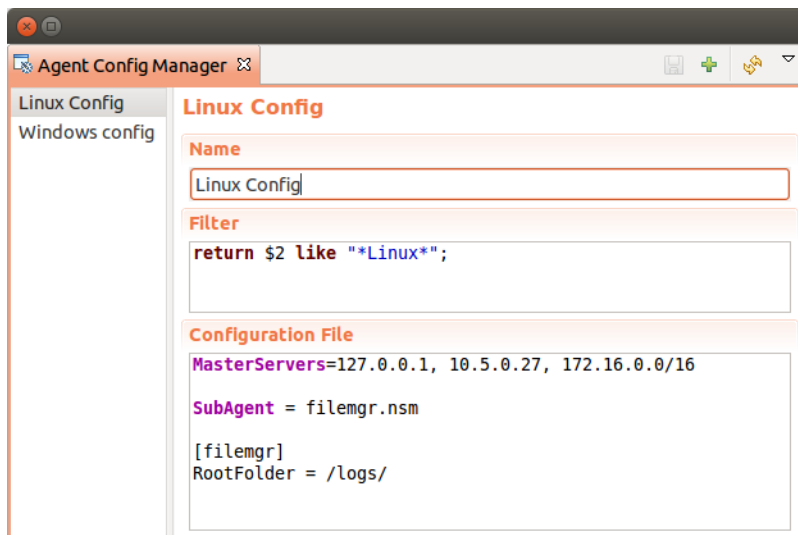 Agent Config Manager
Linux Config
Windows config
Linux Config
Name
Linux Config
Filter
return $2 like "*Linux*";
Configuration File
MasterServers=127.0.0.1, 10.5.0.27, 172.16.0.0/16
SubAgent = filemgr.nsm
[filemgr]
RootFolder = /logs/